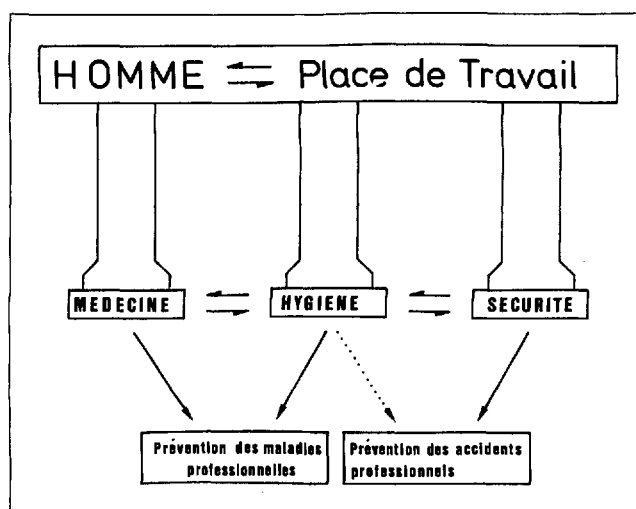 HOMME Place de Travail
MEDECINE HYGIENE SECURITE
Prévention des maladies
professionnelles
Prévention des accidents
professionnels